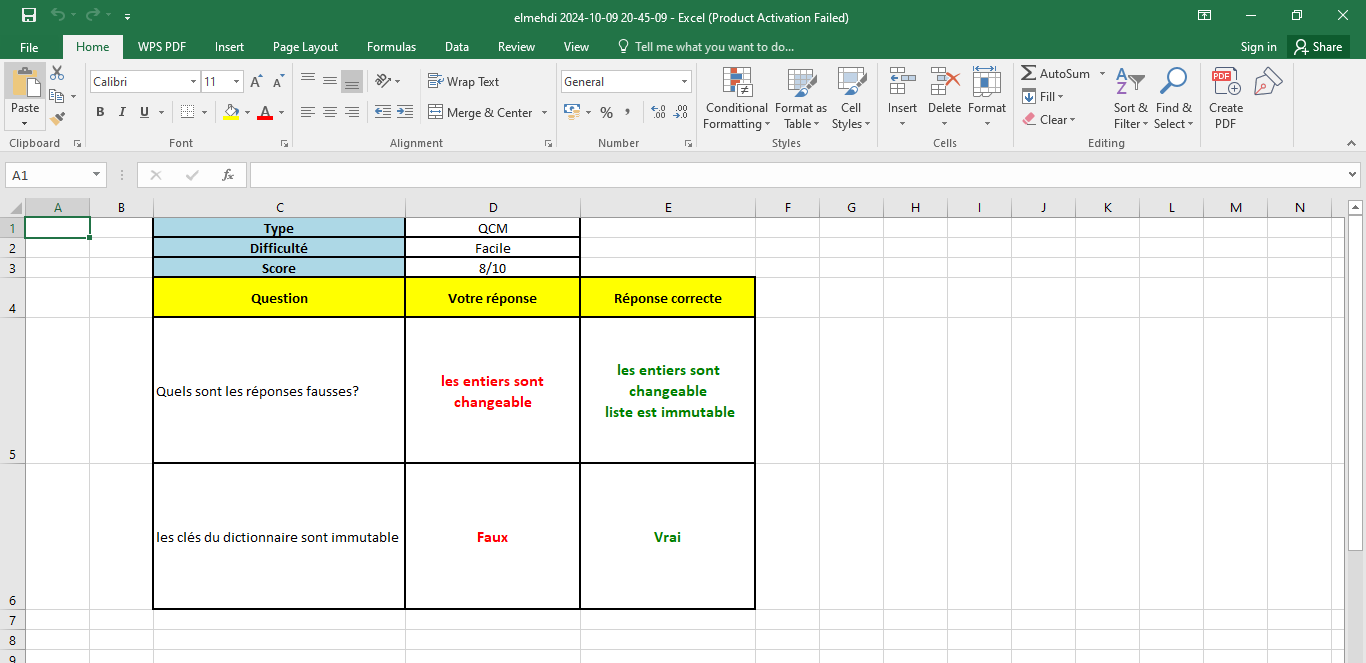 elmehdi 2024-10-09 20-45-09 - Excel (Product Activation Failed)
File Home WPS PDF Insert Page Layout Formulas Data Review View Tell me what you want to do... Sign in Share
Paste
Calibri 11
B I U
Wrap Text
Merge & Center
General
% ,
Conditional Formatting
Format as Table
Cell Styles
Insert Delete Format
AutoSum
Fill
Clear
Sort & Filter
Find & Select
Create PDF
Clipboard Font Alignment Number Styles Cells Editing
A1 fx
A B C D E F G H I J K L M N
1 Type QCM
2 Difficulté Facile
3 Score 8/10
4 Question Votre réponse Réponse correcte
5 Quels sont les réponses fausses?
les entiers sont
changeable
les entiers sont
changeable
liste est immutable
6 les clés du dictionnaire sont immutable Faux Vrai
7
8
9